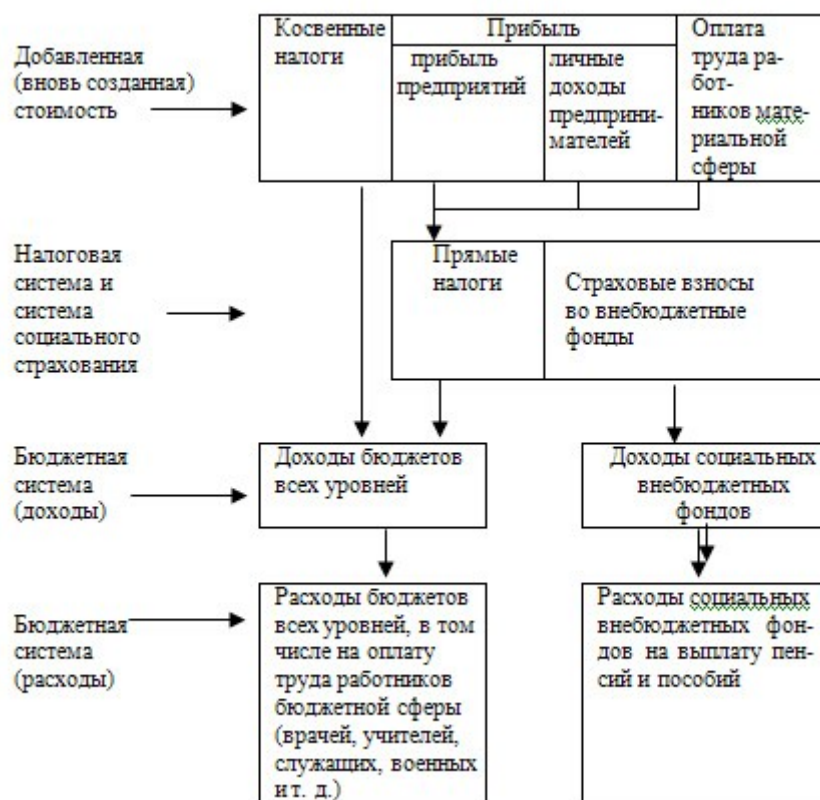 Добавленная
(вновь созданная)
стоимость
Косвенные
налоги
Прибыль
прибыль
предприятий
личные
доходы
предприни-
мателей
Оплата
труда ра-
бот-
ников мате-
риальной
сферы
Налоговая
система и
система
социального
страхования
Прямые
налоги
Страховые взносы
во внебюджетные
фонды
Бюджетная
система
(доходы)
Доходы бюджетов
всех уровней
Доходы социальных
внебюджетных
фондов
Бюджетная
система
(расходы)
Расходы бюджетов
всех уровней, в том
числе на оплату
труда работников
бюджетной сферы
(врачей, учителей,
служащих, военных
и т. д.)
Расходы социальных
внебюджетных фон-
дов на выплату пен-
сий и пособий